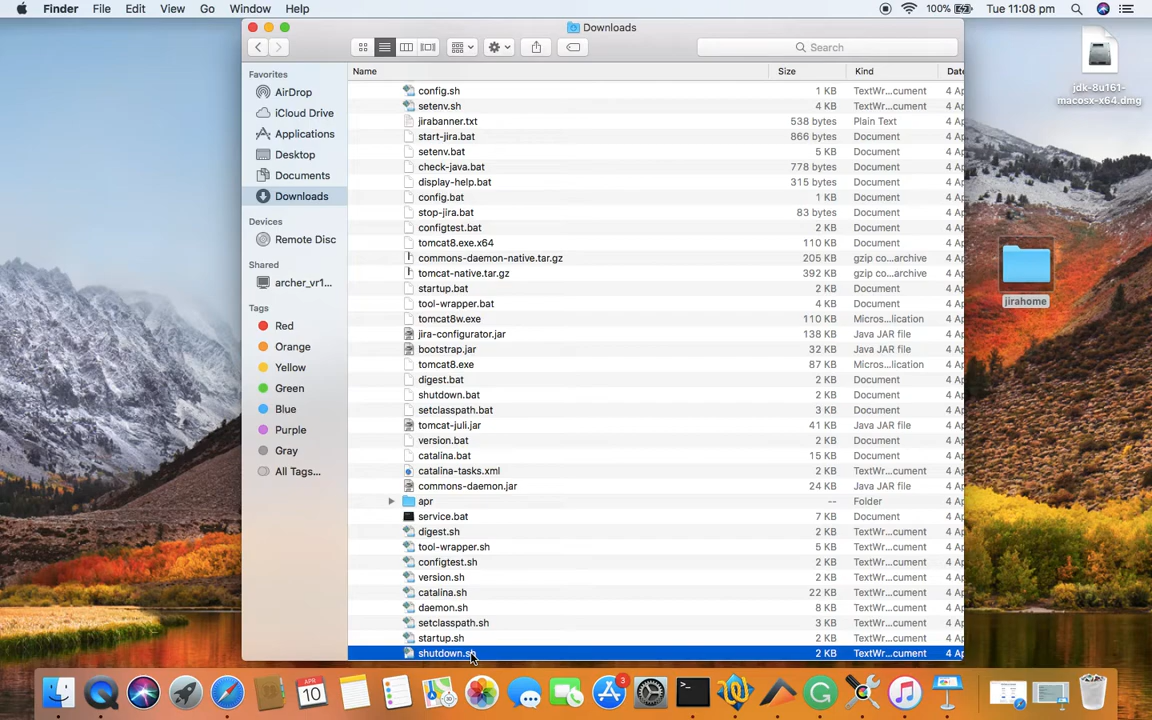 Finder File Edit View Go Window Help 100% Tue 11:08 pm
Downloads
Search
Favorites
AirDrop
iCloud Drive
Applications
Desktop
Documents
Downloads
Devices
Remote Disc
Shared
archer_vr1...
Tags
Red
Orange
Yellow
Green
Blue
Purple
Gray
All Tags...
Name Size Kind Date
config.sh 1 KB TextWr...cument 4 Ap
setenv.sh 4 KB TextWr...cument 4 Ap
jirabanner.txt 538 bytes Plain Text 4 Ap
start-jira.bat 866 bytes Document 4 Ap
setenv.bat 5 KB Document 4 Ap
check-java.bat 778 bytes Document 4 Ap
display-help.bat 315 bytes Document 4 Ap
config.bat 1 KB Document 4 Ap
stop-jira.bat 83 bytes Document 4 Ap
configtest.bat 2 KB Document 4 Ap
tomcat8.exe.x64 110 KB Document 4 Ap
commons-daemon-native.tar.gz 205 KB gzip co...archive 4 Ap
tomcat-native.tar.gz 392 KB gzip co...archive 4 Ap
startup.bat 2 KB Document 4 Ap
tool-wrapper.bat 4 KB Document 4 Ap
tomcat8w.exe 110 KB Micros...lication 4 Ap
jira-configurator.jar 138 KB Java JAR file 4 Ap
bootstrap.jar 32 KB Java JAR file 4 Ap
tomcat8.exe 87 KB Micros...lication 4 Ap
digest.bat 2 KB Document 4 Ap
shutdown.bat 2 KB Document 4 Ap
setclasspath.bat 3 KB Document 4 Ap
tomcat-juli.jar 41 KB Java JAR file 4 Ap
version.bat 2 KB Document 4 Ap
catalina.bat 15 KB Document 4 Ap
catalina-tasks.xml 2 KB TextWr...cument 4 Ap
commons-daemon.jar 24 KB Java JAR file 4 Ap
apr -- Folder 4 Ap
service.bat 7 KB Document 4 Ap
digest.sh 2 KB TextWr...cument 4 Ap
tool-wrapper.sh 5 KB TextWr...cument 4 Ap
configtest.sh 2 KB TextWr...cument 4 Ap
version.sh 2 KB TextWr...cument 4 Ap
catalina.sh 22 KB TextWr...cument 4 Ap
daemon.sh 8 KB TextWr...cument 4 Ap
setclasspath.sh 3 KB TextWr...cument 4 Ap
startup.sh 2 KB TextWr...cument 4 Ap
shutdown.sh 2 KB TextWr...cument 4 Ap
jdk-8u161-
macosx-x64.dmg
jirahome
APR
10
3